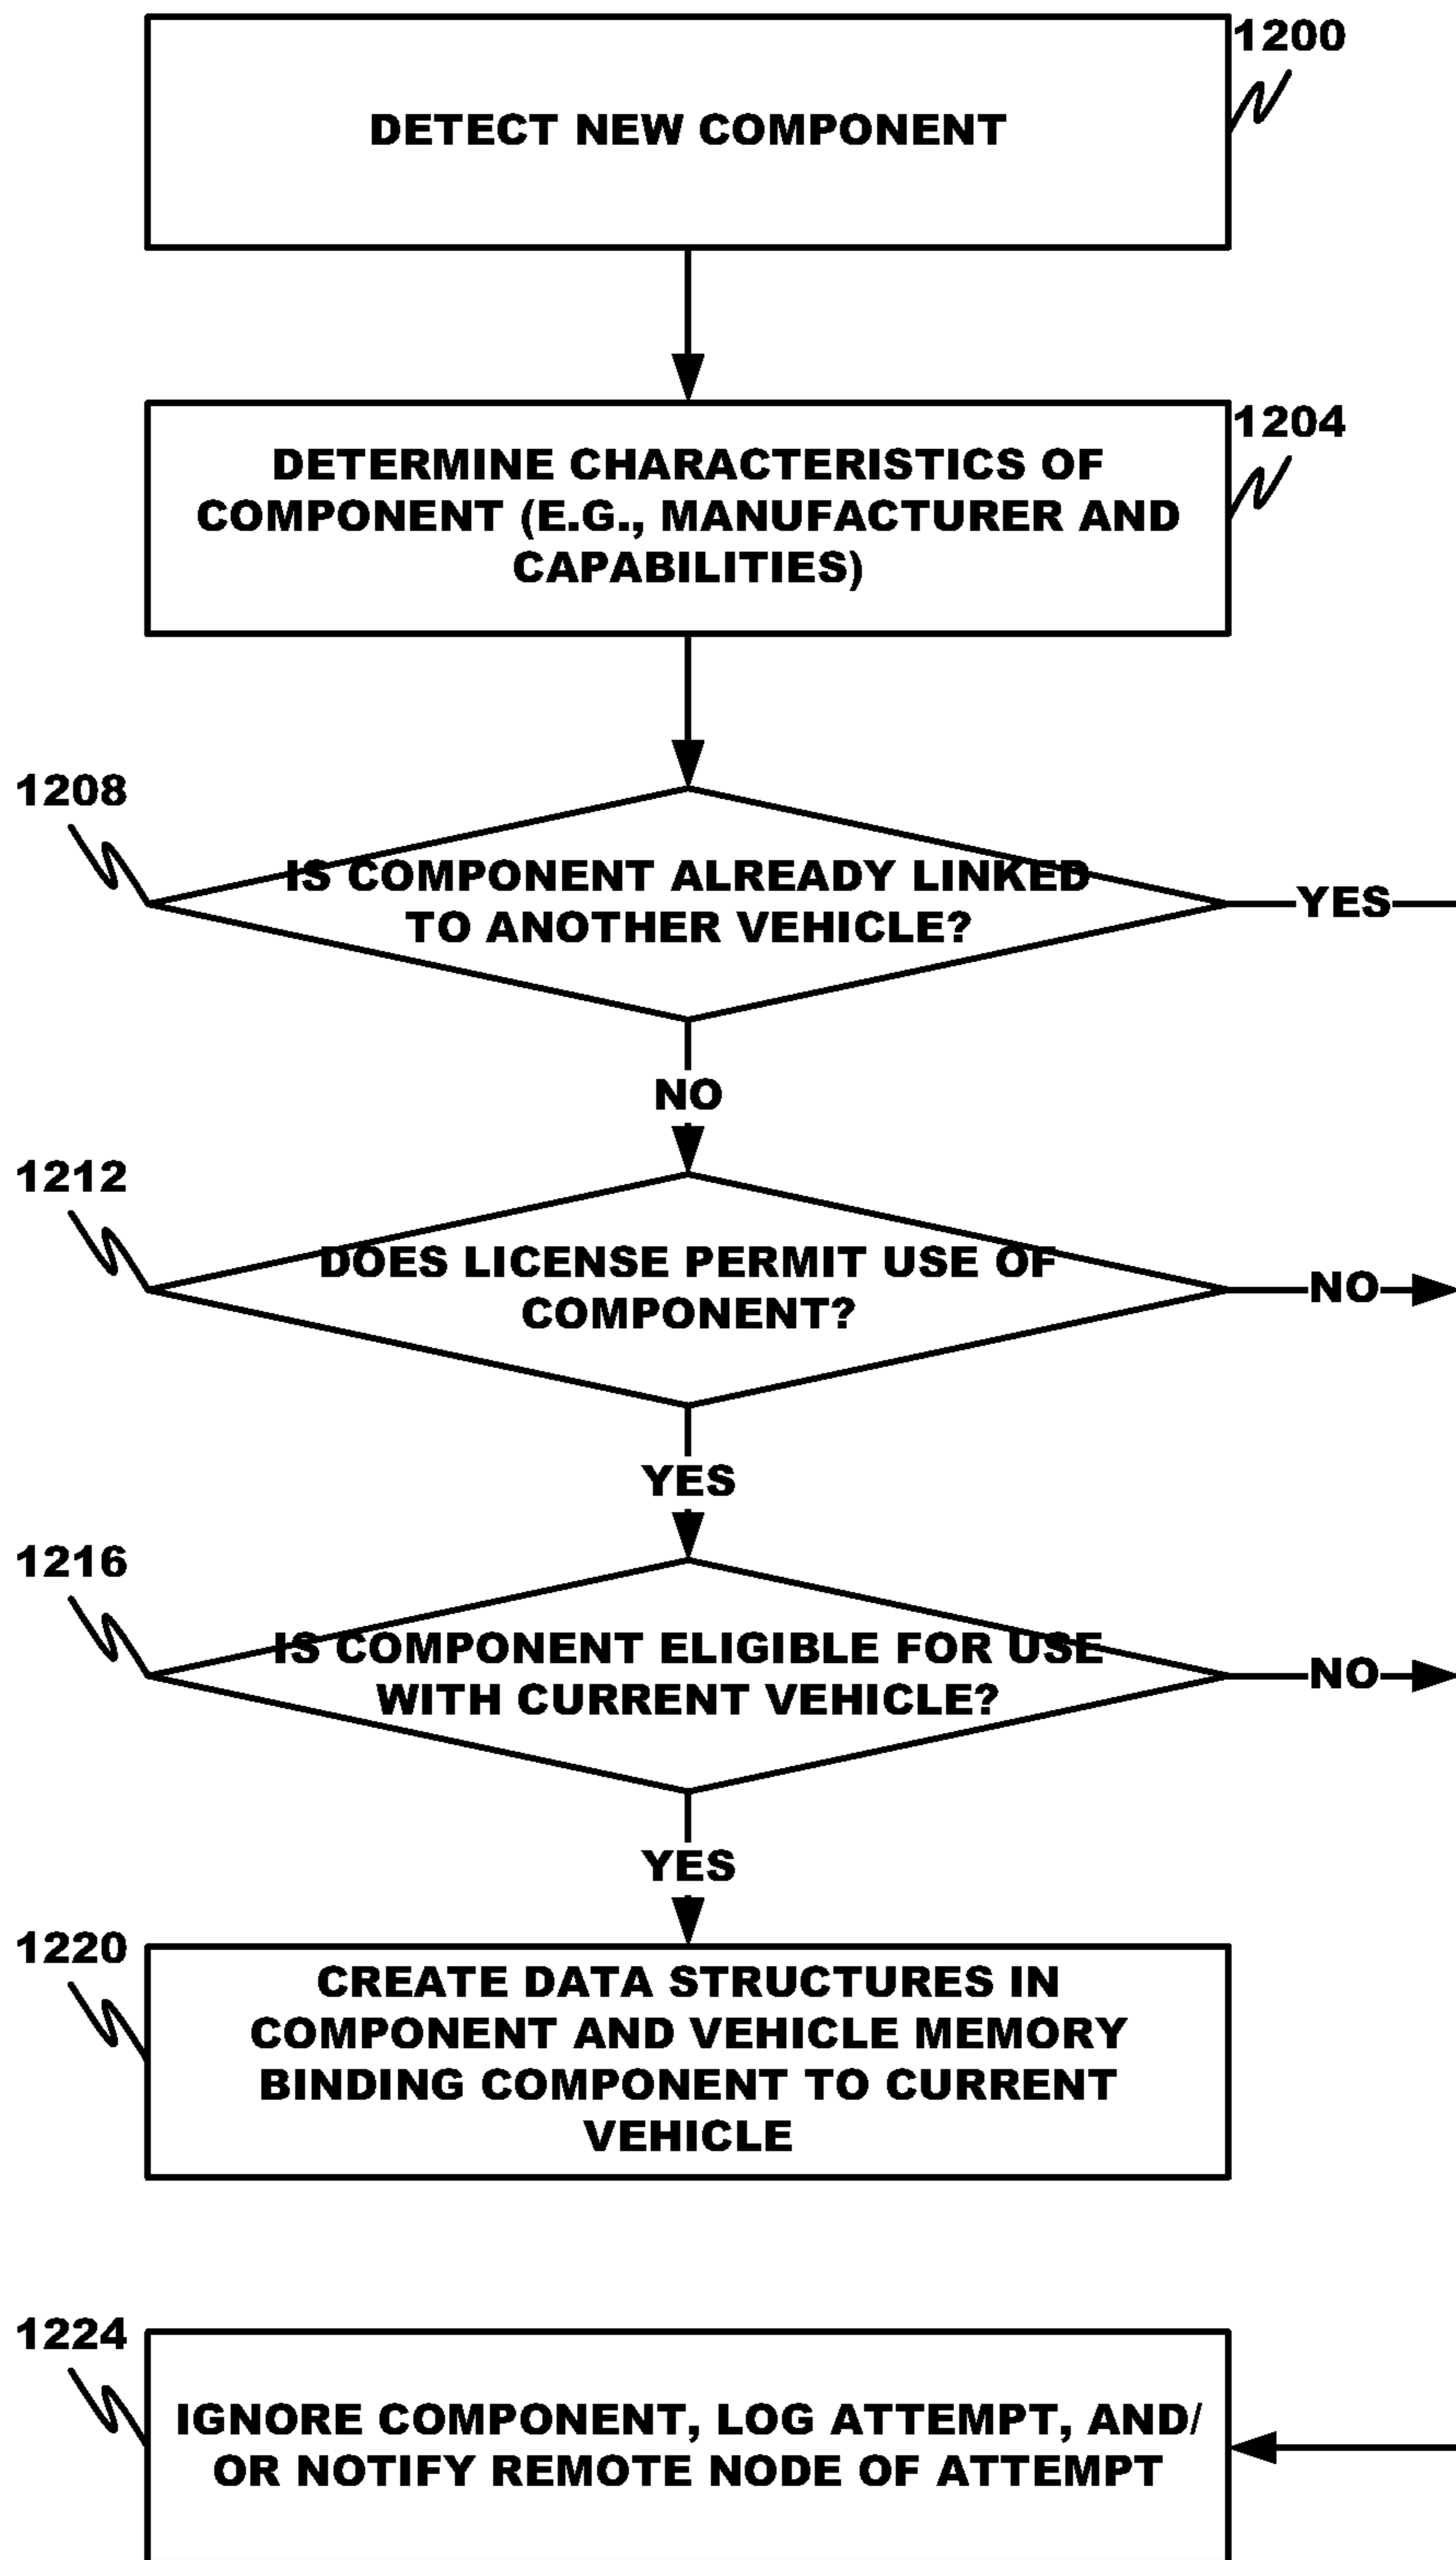 1200
DETECT NEW COMPONENT
1204
DETERMINE CHARACTERISTICS OF
COMPONENT (E.G., MANUFACTURER AND
CAPABILITIES)
1208
IS COMPONENT ALREADY LINKED
TO ANOTHER VEHICLE?
YES
NO
1212
DOES LICENSE PERMIT USE OF
COMPONENT?
NO
YES
1216
IS COMPONENT ELIGIBLE FOR USE
WITH CURRENT VEHICLE?
NO
YES
1220
CREATE DATA STRUCTURES IN
COMPONENT AND VEHICLE MEMORY
BINDING COMPONENT TO CURRENT
VEHICLE
1224
IGNORE COMPONENT, LOG ATTEMPT, AND/
OR NOTIFY REMOTE NODE OF ATTEMPT